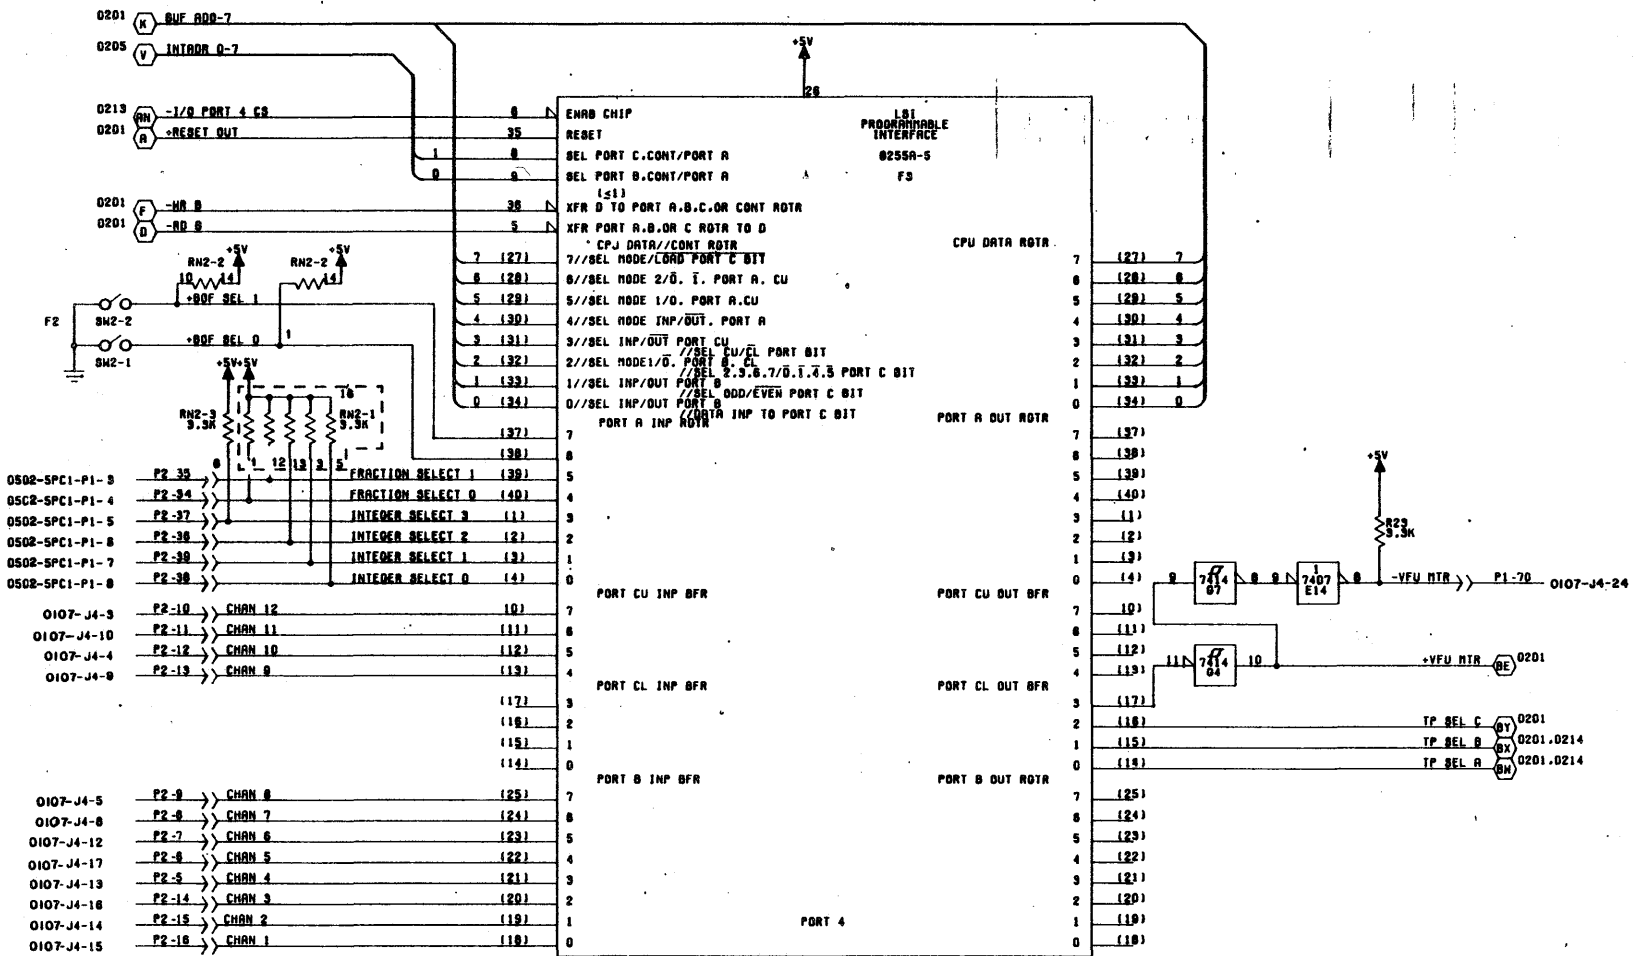 0201 K BUF AD0-7
0205 V INTADR 0-7
+5V
26
0213 AN -I/O PORT 4 CS 6 ENAB CHIP
0201 A +RESET OUT 35 RESET
1 8 SEL PORT C.CONT/PORT A
0 9 SEL PORT B.CONT/PORT A
(≤1)
0201 F -WR B 36 XFR D TO PORT A.B.C.OR CONT RGTR
0201 D -RD B 5 XFR PORT A.B.OR C RGTR TO D
LSI
PROGRAMMABLE
INTERFACE
8255A-5
F3
CPU DATA//CONT RGTR
7 (27) 7//SEL MODE/LOAD PORT C BIT
6 (28) 6//SEL MODE 2/0. 1. PORT A. CU
5 (29) 5//SEL MODE 1/0. PORT A.CU
4 (30) 4//SEL MODE INP/OUT. PORT A
3 (31) 3//SEL INP/OUT PORT CU
//SEL CU/CL PORT BIT
2 (32) 2//SEL MODE1/0. PORT B. CL
//SEL 2.3.6.7/0.1.4.5 PORT C BIT
1 (33) 1//SEL INP/OUT PORT B
//SEL ODD/EVEN PORT C BIT
0 (34) 0//SEL INP/OUT PORT B
//DATA INP TO PORT C BIT
CPU DATA RGTR
7 (27) 7
6 (28) 6
5 (29) 5
4 (30) 4
3 (31) 3
2 (32) 2
1 (33) 1
0 (34) 0
RN2-2 +5V
10 14
RN2-2 +5V
14
+BOF SEL 1
F2 SW2-2
+BOF SEL 0 1
SW2-1
+5V +5V
16
RN2-3
3.3K
RN2-1
3.3K
6 1 12 13 3 5
PORT A INP RGTR
(37) 7
(38) 6
0502-5PC1-P1-3 P2-35 FRACTION SELECT 1 (39) 5
0502-5PC1-P1-4 P2-34 FRACTION SELECT 0 (40) 4
0502-5PC1-P1-5 P2-37 INTEGER SELECT 3 (1) 3
0502-5PC1-P1-6 P2-36 INTEGER SELECT 2 (2) 2
0502-5PC1-P1-7 P2-39 INTEGER SELECT 1 (3) 1
0502-5PC1-P1-8 P2-38 INTEGER SELECT 0 (4) 0
PORT A OUT RGTR
7 (37)
6 (38)
5 (39)
4 (40)
3 (1)
2 (2)
1 (3)
0 (4)
+5V
R23
3.3K
9 7414 G7 8 9 1 7407 E14 8 -VFU MTR P1-70 0107-J4-24
PORT CU INP BFR
0107-J4-3 P2-10 CHAN 12 10) 7
0107-J4-10 P2-11 CHAN 11 (11) 6
0107-J4-4 P2-12 CHAN 10 (12) 5
0107-J4-9 P2-13 CHAN 9 (13) 4
PORT CU OUT BFR
7 10)
6 (11)
5 (12)
4 (13)
11 7414 G4 10 +VFU MTR BE 0201
PORT CL INP BFR
(17) 3
(16) 2
(15) 1
(14) 0
PORT CL OUT BFR
3 (17)
2 (16) TP SEL C BY 0201
1 (15) TP SEL B BX 0201.0214
0 (14) TP SEL A BW 0201.0214
PORT B INP BFR
0107-J4-5 P2-9 CHAN 8 (25) 7
0107-J4-6 P2-8 CHAN 7 (24) 6
0107-J4-12 P2-7 CHAN 6 (23) 5
0107-J4-17 P2-6 CHAN 5 (22) 4
0107-J4-13 P2-5 CHAN 4 (21) 3
0107-J4-16 P2-14 CHAN 3 (20) 2
0107-J4-14 P2-15 CHAN 2 (19) 1
0107-J4-15 P2-16 CHAN 1 (18) 0
PORT 4
PORT B OUT RGTR
7 (25)
6 (24)
5 (23)
4 (22)
3 (21)
2 (20)
1 (19)
0 (18)